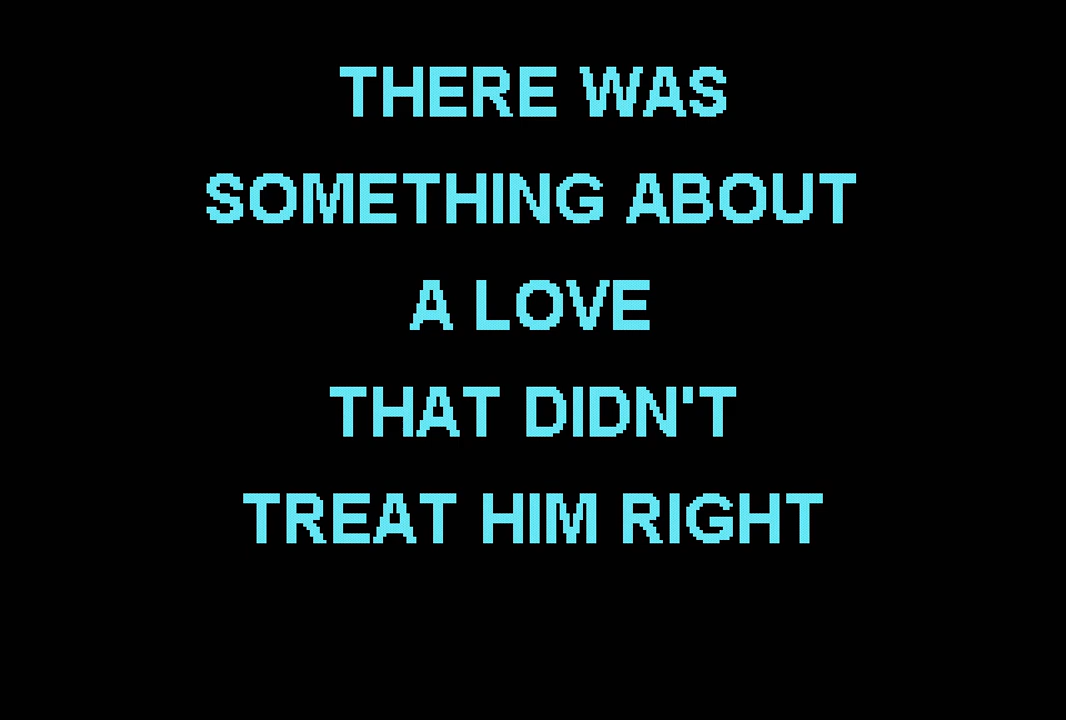 THERE WAS
SOMETHING ABOUT
A LOVE
THAT DIDN'T
TREAT HIM RIGHT